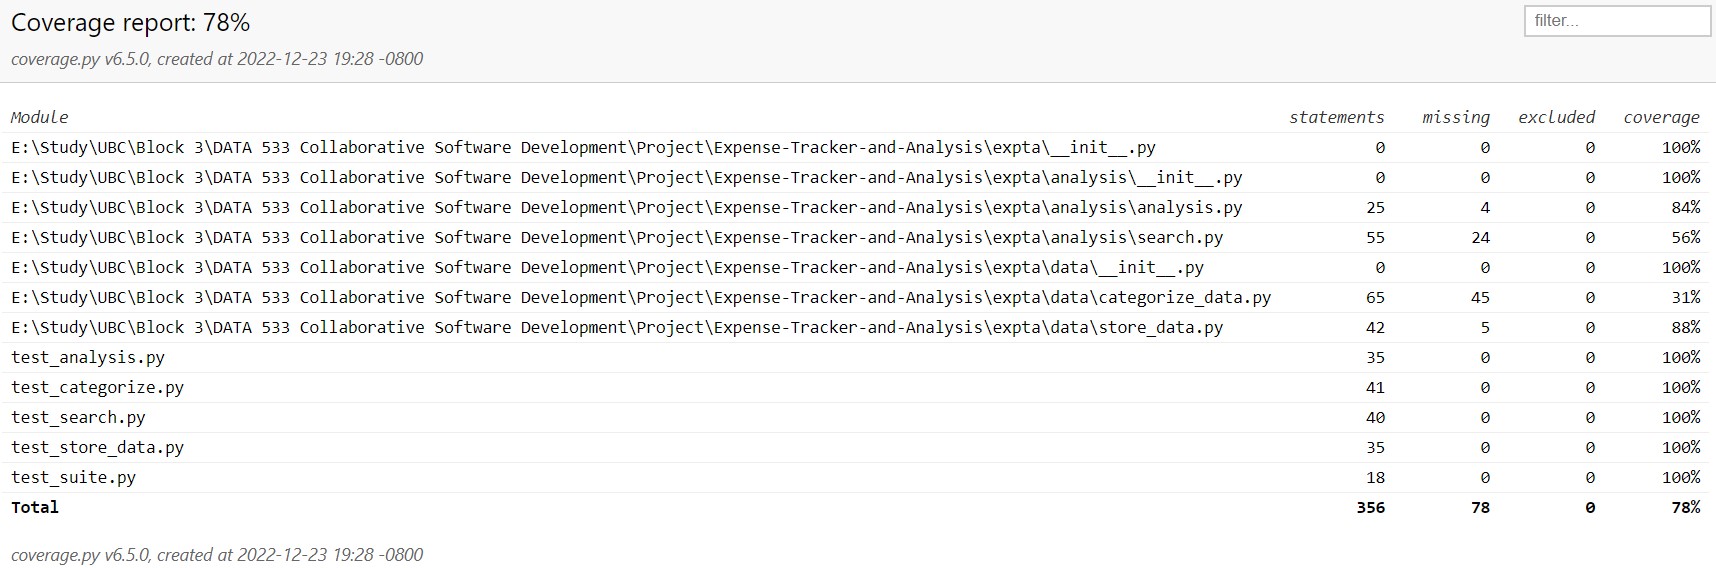 Coverage report: 78%
filter...
coverage.py v6.5.0, created at 2022-12-23 19:28 -0800
Module statements missing excluded coverage
E:\Study\UBC\Block 3\DATA 533 Collaborative Software Development\Project\Expense-Tracker-and-Analysis\expta\__init__.py 0 0 0 100%
E:\Study\UBC\Block 3\DATA 533 Collaborative Software Development\Project\Expense-Tracker-and-Analysis\expta\analysis\__init__.py 0 0 0 100%
E:\Study\UBC\Block 3\DATA 533 Collaborative Software Development\Project\Expense-Tracker-and-Analysis\expta\analysis\analysis.py 25 4 0 84%
E:\Study\UBC\Block 3\DATA 533 Collaborative Software Development\Project\Expense-Tracker-and-Analysis\expta\analysis\search.py 55 24 0 56%
E:\Study\UBC\Block 3\DATA 533 Collaborative Software Development\Project\Expense-Tracker-and-Analysis\expta\data\__init__.py 0 0 0 100%
E:\Study\UBC\Block 3\DATA 533 Collaborative Software Development\Project\Expense-Tracker-and-Analysis\expta\data\categorize_data.py 65 45 0 31%
E:\Study\UBC\Block 3\DATA 533 Collaborative Software Development\Project\Expense-Tracker-and-Analysis\expta\data\store_data.py 42 5 0 88%
test_analysis.py 35 0 0 100%
test_categorize.py 41 0 0 100%
test_search.py 40 0 0 100%
test_store_data.py 35 0 0 100%
test_suite.py 18 0 0 100%
Total 356 78 0 78%
coverage.py v6.5.0, created at 2022-12-23 19:28 -0800